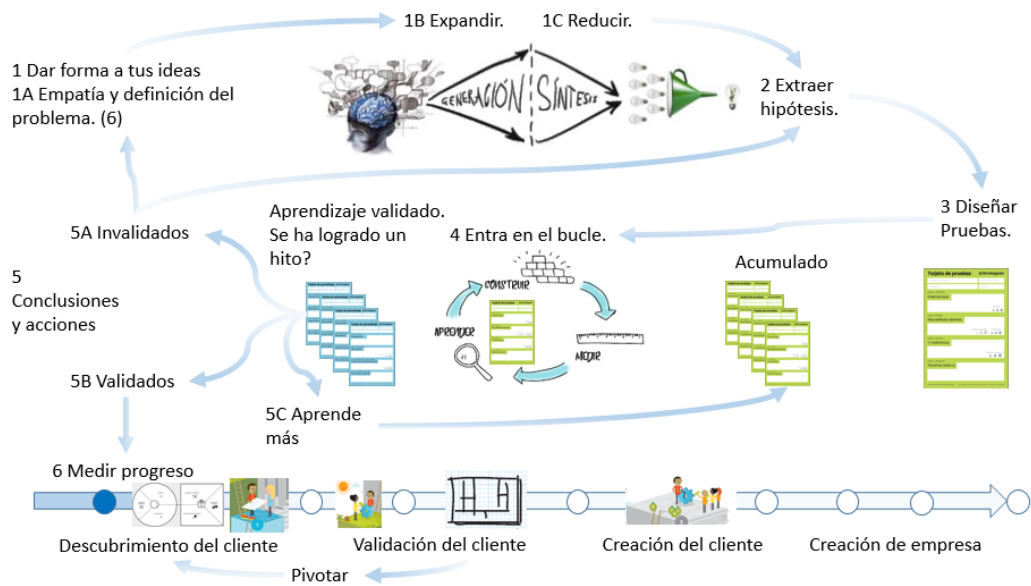 1B Expandir.
1C Reducir.
1 Dar forma a tus ideas
1A Empatía y definición del
problema. (6)
GENERACIÓN
SÍNTESIS
2 Extraer
hipótesis.
3 Diseñar
Pruebas.
5A Invalidados
Aprendizaje validado.
Se ha logrado un
hito?
4 Entra en el bucle.
CONSTRUIR
MEDIR
APRENDER
Acumulado
Tarjeta de pruebas
5
Conclusiones
y acciones
5B Validados
5C Aprende
más
6 Medir progreso
H H
Descubrimiento del cliente
Validación del cliente
Creación del cliente
Creación de empresa
Pivotar